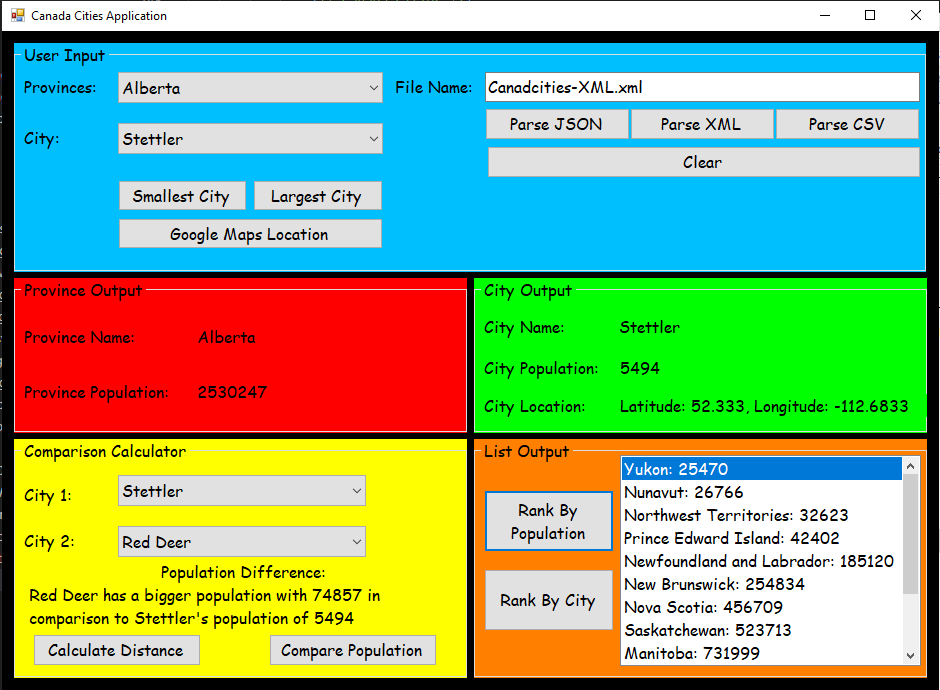 Canada Cities Application
User Input
Provinces: Alberta
File Name: Canadcities-XML.xml
Parse JSON Parse XML Parse CSV
City: Stettler
Clear
Smallest City Largest City
Google Maps Location
Province Output
Province Name: Alberta
Province Population: 2530247
City Output
City Name: Stettler
City Population: 5494
City Location: Latitude: 52.333, Longitude: -112.6833
Comparison Calculator
City 1: Stettler
City 2: Red Deer
Population Difference:
Red Deer has a bigger population with 74857 in
comparison to Stettler's population of 5494
Calculate Distance Compare Population
List Output
Rank By
Population
Rank By City
Yukon: 25470
Nunavut: 26766
Northwest Territories: 32623
Prince Edward Island: 42402
Newfoundland and Labrador: 185120
New Brunswick: 254834
Nova Scotia: 456709
Saskatchewan: 523713
Manitoba: 731999